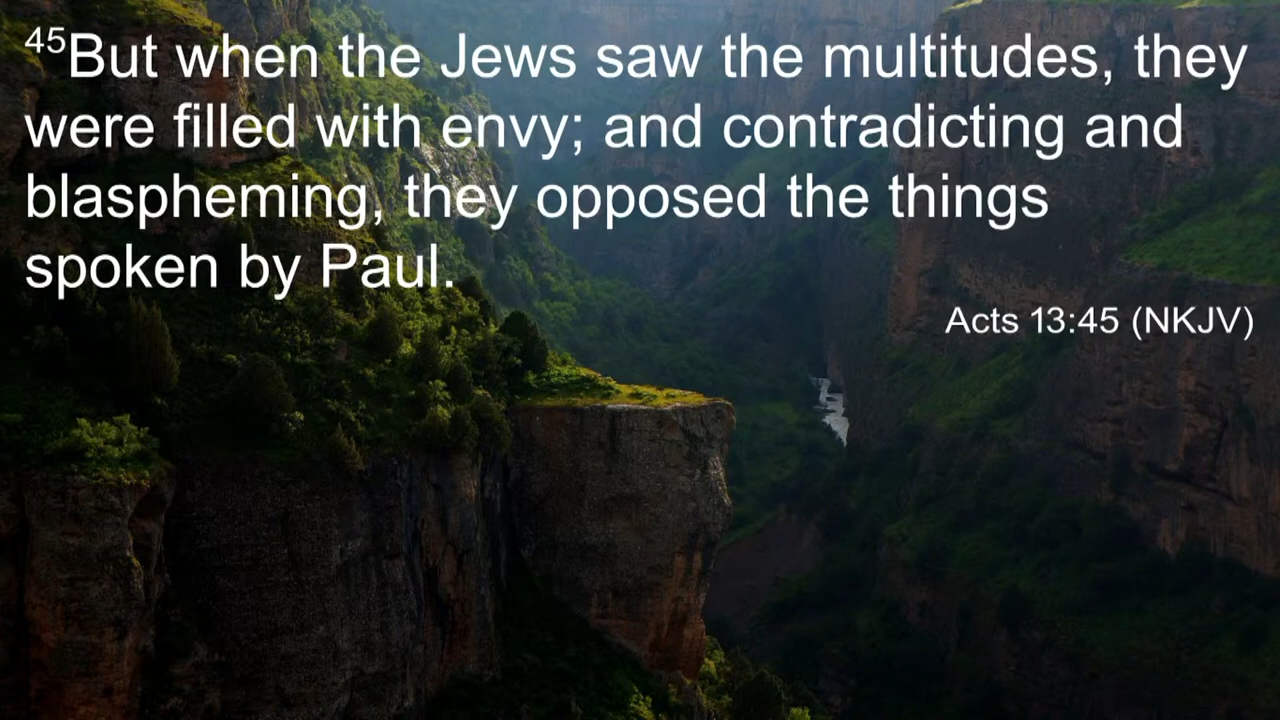 45But when the Jews saw the multitudes, they
were filled with envy; and contradicting and
blaspheming, they opposed the things
spoken by Paul.
Acts 13:45 (NKJV)